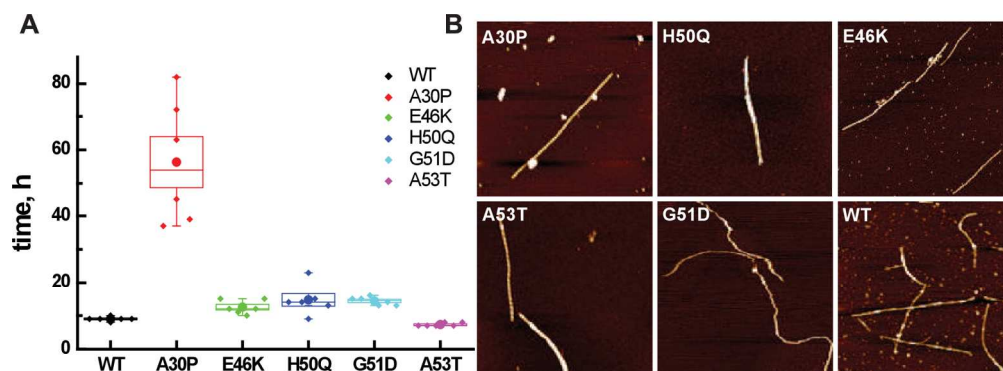 A
time, h
80
60
40
20
0
WT
A30P
E46K
H50Q
G51D
A53T
WT
A30P
E46K
H50Q
G51D
A53T
B
A30P
H50Q
E46K
A53T
G51D
WT